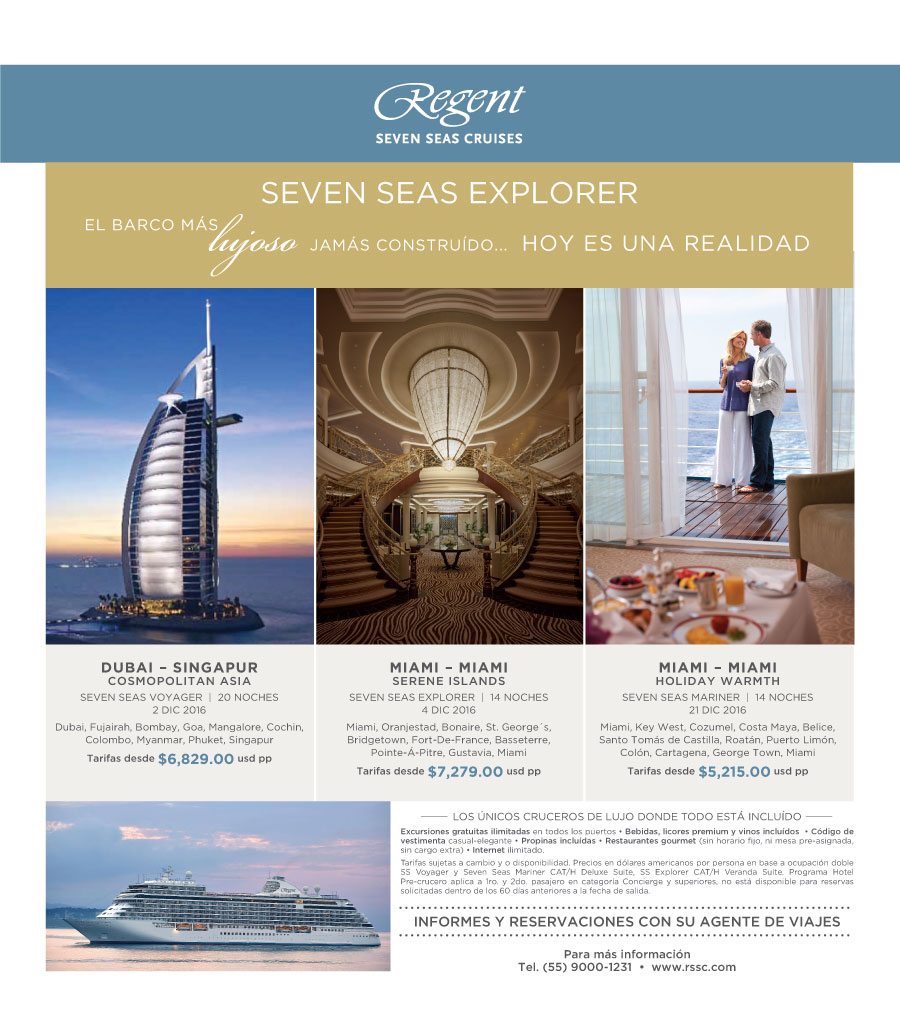 Regent
SEVEN SEAS CRUISES
SEVEN SEAS EXPLORER
EL BARCO MÁS lujoso JAMÁS CONSTRUÍDO... HOY ES UNA REALIDAD
DUBAI – SINGAPUR
COSMOPOLITAN ASIA
SEVEN SEAS VOYAGER | 20 NOCHES
2 DIC 2016
Dubai, Fujairah, Bombay, Goa, Mangalore, Cochin,
Colombo, Myanmar, Phuket, Singapur
Tarifas desde $6,829.00 usd pp
MIAMI – MIAMI
SERENE ISLANDS
SEVEN SEAS EXPLORER | 14 NOCHES
4 DIC 2016
Miami, Oranjestad, Bonaire, St. George´s,
Bridgetown, Fort-De-France, Basseterre,
Pointe-Á-Pitre, Gustavia, Miami
Tarifas desde $7,279.00 usd pp
MIAMI – MIAMI
HOLIDAY WARMTH
SEVEN SEAS MARINER | 14 NOCHES
21 DIC 2016
Miami, Key West, Cozumel, Costa Maya, Belice,
Santo Tomás de Castilla, Roatán, Puerto Limón,
Colón, Cartagena, George Town, Miami
Tarifas desde $5,215.00 usd pp
LOS ÚNICOS CRUCEROS DE LUJO DONDE TODO ESTÁ INCLUÍDO
Excursiones gratuitas ilimitadas en todos los puertos • Bebidas, licores premium y vinos incluídos • Código de
vestimenta casual-elegante • Propinas incluídas • Restaurantes gourmet (sin horario fijo, ni mesa pre-asignada,
sin cargo extra) • Internet ilimitado.
Tarifas sujetas a cambio y o disponibilidad. Precios en dólares americanos por persona en base a ocupación doble
SS Voyager y Seven Seas Mariner CAT/H Deluxe Suite, SS Explorer CAT/H Veranda Suite. Programa Hotel
Pre-crucero aplica a 1ro. y 2do. pasajero en categoría Concierge y superiores, no está disponible para reservas
solicitadas dentro de los 60 días anteriores a la fecha de salida.
INFORMES Y RESERVACIONES CON SU AGENTE DE VIAJES
Para más información
Tel. (55) 9000-1231 • www.rssc.com